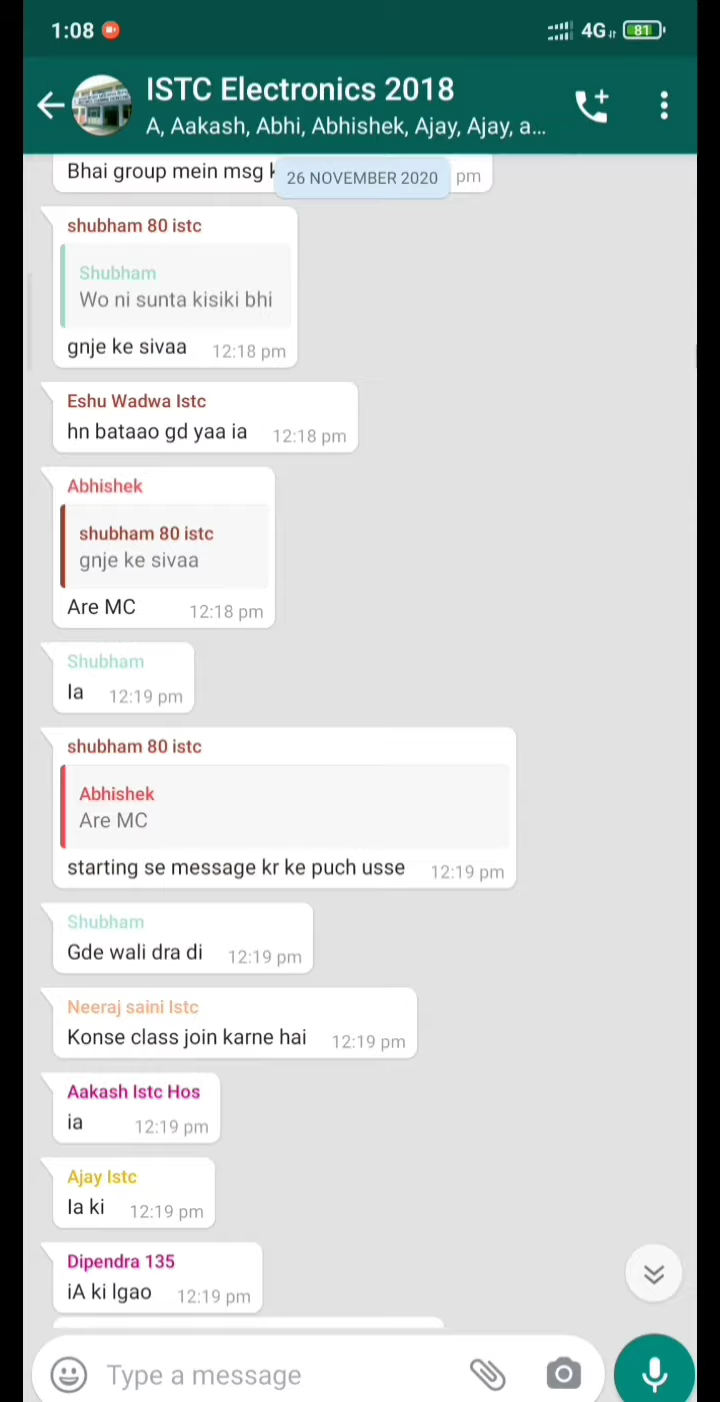 1:08 4G 81
ISTC Electronics 2018
A, Aakash, Abhi, Abhishek, Ajay, Ajay, a...
Bhai group mein msg
26 NOVEMBER 2020
pm
shubham 80 istc
Shubham
Wo ni sunta kisiki bhi
gnje ke sivaa 12:18 pm
Eshu Wadwa Istc
hn bataao gd yaa ia 12:18 pm
Abhishek
shubham 80 istc
gnje ke sivaa
Are MC 12:18 pm
Shubham
Ia 12:19 pm
shubham 80 istc
Abhishek
Are MC
starting se message kr ke puch usse 12:19 pm
Shubham
Gde wali dra di 12:19 pm
Neeraj saini Istc
Konse class join karne hai 12:19 pm
Aakash Istc Hos
ia 12:19 pm
Ajay Istc
Ia ki 12:19 pm
Dipendra 135
iA ki lgao 12:19 pm
Type a message